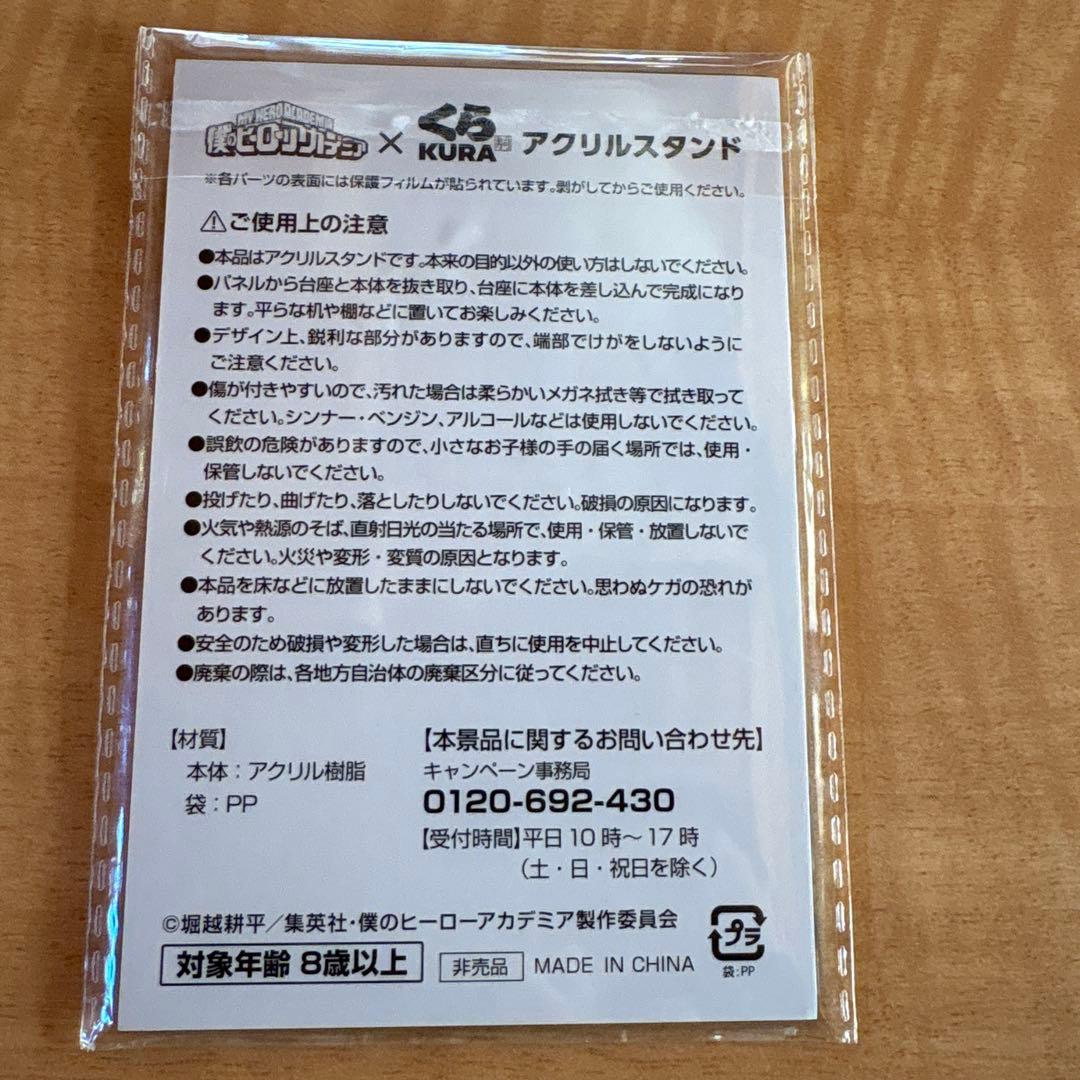 MY HERO ACADEMIA
僕のヒーローアカデミア × くら KURA アクリルスタンド
※各パーツの表面には保護フィルムが貼られています。剥がしてからご使用ください。
⚠ご使用上の注意
●本品はアクリルスタンドです。本来の目的以外の使い方はしないでください。
●パネルから台座と本体を抜き取り、台座に本体を差し込んで完成になり
ます。平らな机や棚などに置いてお楽しみください。
●デザイン上、鋭利な部分がありますので、端部でけがをしないように
ご注意ください。
●傷が付きやすいので、汚れた場合は柔らかいメガネ拭き等で拭き取って
ください。シンナー・ベンジン、アルコールなどは使用しないでください。
●誤飲の危険がありますので、小さなお子様の手の届く場所では、使用・
保管しないでください。
●投げたり、曲げたり、落としたりしないでください。破損の原因になります。
●火気や熱源のそば、直射日光の当たる場所で、使用・保管・放置しないで
ください。火災や変形・変質の原因となります。
●本品を床などに放置したままにしないでください。思わぬケガの恐れが
あります。
●安全のため破損や変形した場合は、直ちに使用を中止してください。
●廃棄の際は、各地方自治体の廃棄区分に従ってください。
【材質】
本体：アクリル樹脂
袋：PP
【本景品に関するお問い合わせ先】
キャンペーン事務局
0120-692-430
【受付時間】平日10時～17時
（土・日・祝日を除く）
©堀越耕平／集英社・僕のヒーローアカデミア製作委員会
対象年齢 8歳以上
非売品 MADE IN CHINA
プラ
袋:PP